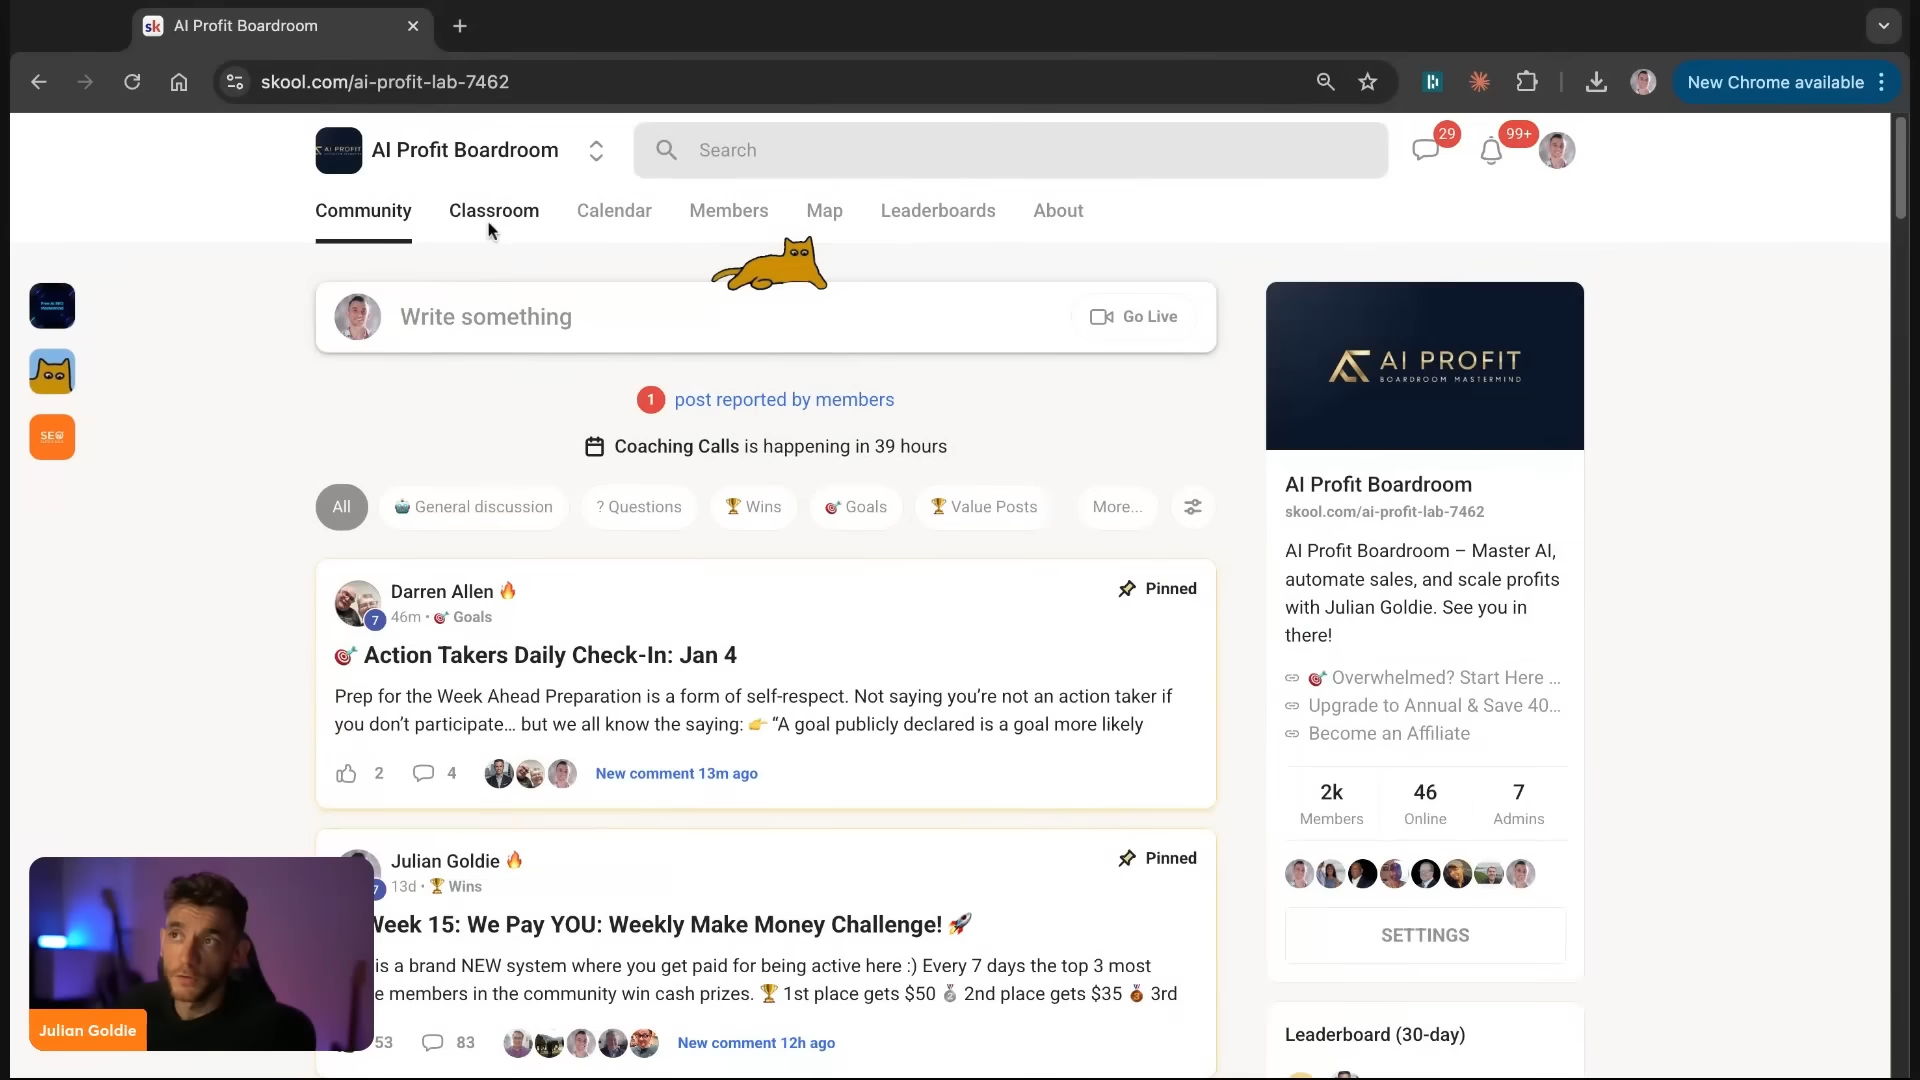 sk AI Profit Boardroom
skool.com/ai-profit-lab-7462
New Chrome available
AI PROFIT
AI Profit Boardroom
Search
29
99+
Community
Classroom
Calendar
Members
Map
Leaderboards
About
Write something
Go Live
1 post reported by members
Coaching Calls is happening in 39 hours
All
General discussion
? Questions
Wins
Goals
Value Posts
More...
Darren Allen
Pinned
7
46m • Goals
Action Takers Daily Check-In: Jan 4
Prep for the Week Ahead Preparation is a form of self-respect. Not saying you’re not an action taker if
you don’t participate… but we all know the saying: “A goal publicly declared is a goal more likely
2
4
New comment 13m ago
Julian Goldie
Pinned
7
13d • Wins
Week 15: We Pay YOU: Weekly Make Money Challenge!
is a brand NEW system where you get paid for being active here :) Every 7 days the top 3 most
e members in the community win cash prizes. 1st place gets $50 2nd place gets $35 3rd
53
83
New comment 12h ago
SEO
Julian Goldie
AI PROFIT
BOARDROOM MASTERMIND
AI Profit Boardroom
skool.com/ai-profit-lab-7462
AI Profit Boardroom – Master AI,
automate sales, and scale profits
with Julian Goldie. See you in
there!
Overwhelmed? Start Here ...
Upgrade to Annual & Save 40...
Become an Affiliate
2k
Members
46
Online
7
Admins
SETTINGS
Leaderboard (30-day)